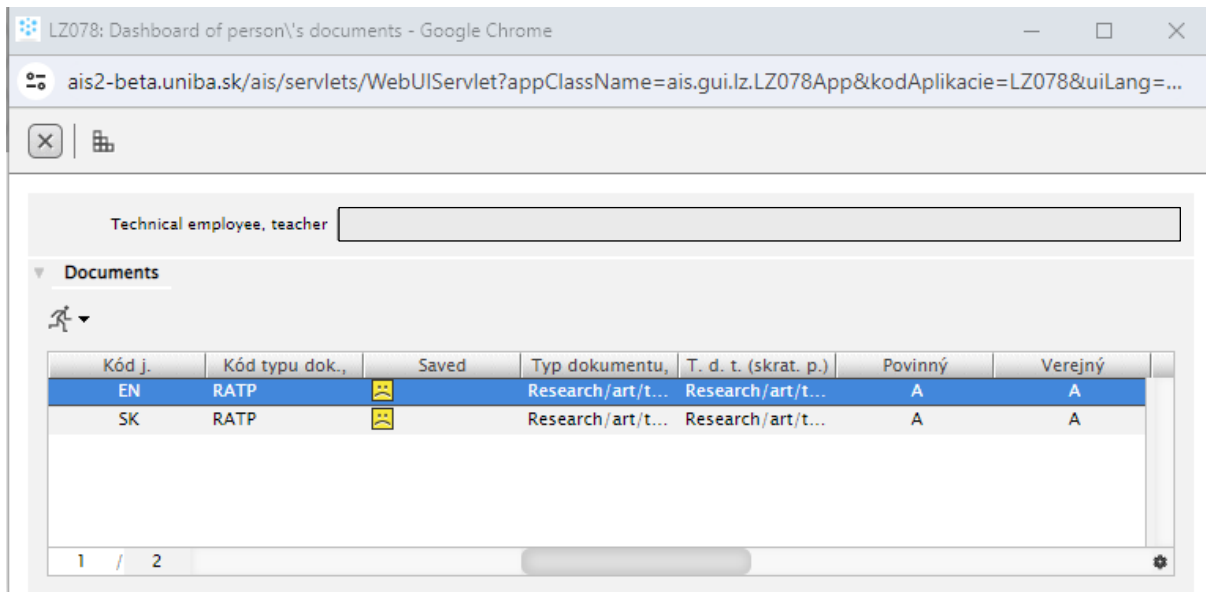 LZ078: Dashboard of person\'s documents - Google Chrome
ais2-beta.uniba.sk/ais/servlets/WebUIServlet?appClassName=ais.gui.lz.LZ078App&kodAplikacie=LZ078&uiLang=...
Technical employee, teacher
Documents
Kód j. Kód typu dok., Saved Typ dokumentu, T. d. t. (skrat. p.) Povinný Verejný
EN RATP Research/art/t... Research/art/t... A A
SK RATP Research/art/t... Research/art/t... A A
1 / 2